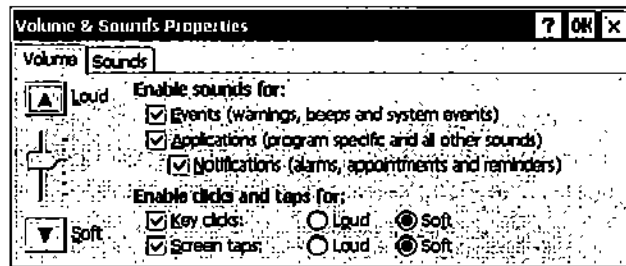 Volume & Sounds Properties ? OK ×
Volume Sounds
Loud
Enable sounds for:
Events (warnings, beeps and system events)
Applications (program specific and all other sounds)
Notifications (alarms, appointments and reminders)
Enable clicks and taps for:
Key clicks: Loud Soft
Soft
Screen taps: Loud Soft